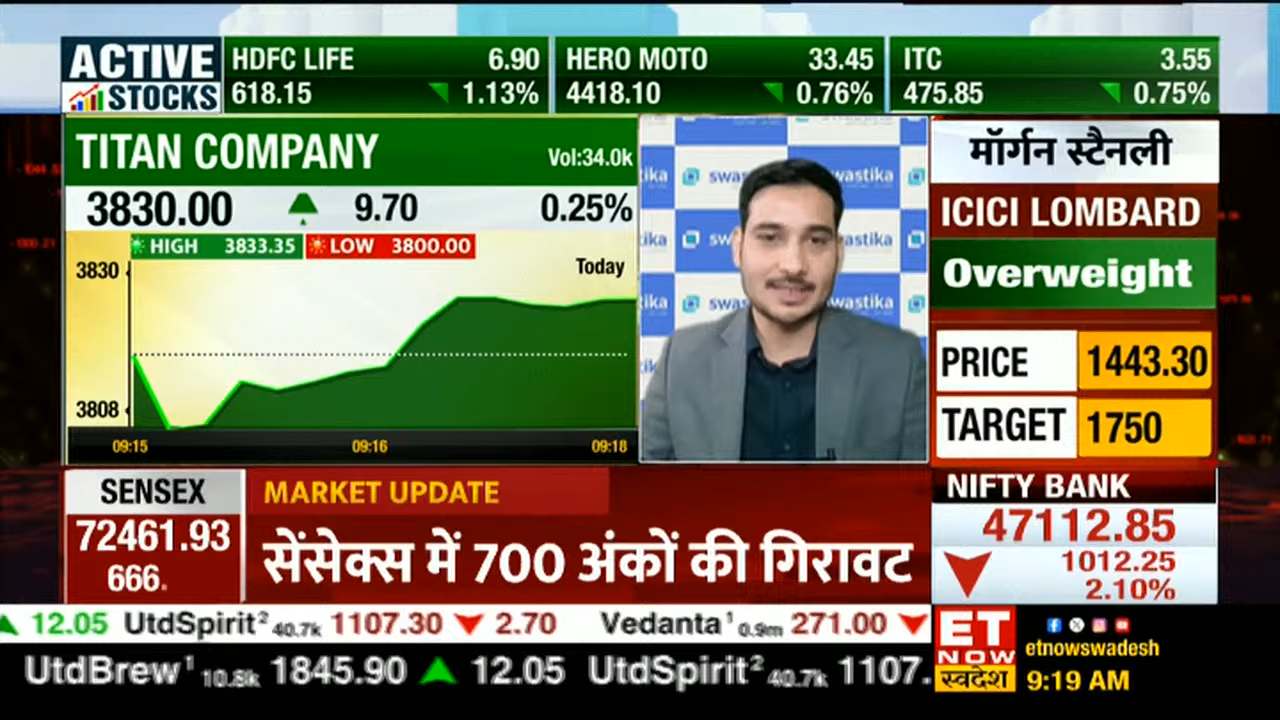 ACTIVE STOCKS
HDFC LIFE 6.90
618.15 1.13%
HERO MOTO 33.45
4418.10 0.76%
ITC 3.55
475.85 0.75%
TITAN COMPANY Vol:34.0k
3830.00 9.70 0.25%
HIGH 3833.35 LOW 3800.00
Today
3830
3808
09:15 09:16 09:18
swastika
मॉर्गन स्टैनली
ICICI LOMBARD
Overweight
PRICE 1443.30
TARGET 1750
SENSEX
72461.93
666.
MARKET UPDATE
सेंसेक्स में 700 अंकों की गिरावट
NIFTY BANK
47112.85
1012.25
2.10%
12.05 UtdSpirit² 40.7k 1107.30 2.70 Vedanta¹ 0.9m 271.00
UtdBrew¹ 10.8k 1845.90 12.05 UtdSpirit² 40.7k 1107.
ET NOW स्वदेश
etnowswadesh
9:19 AM